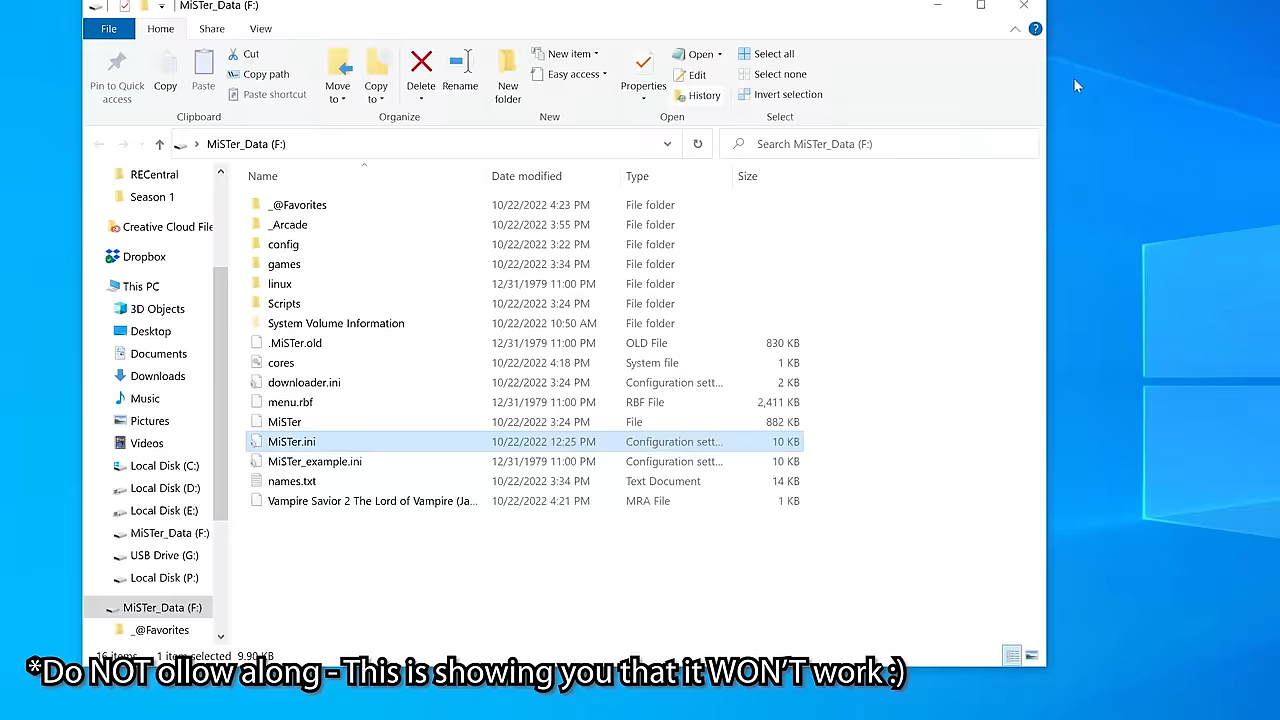 MiSTer_Data (F:)
File Home Share View
Pin to Quick access
Copy
Paste
Cut
Copy path
Paste shortcut
Clipboard
Move to
Copy to
Delete
Rename
Organize
New folder
New item
Easy access
New
Properties
Open
Edit
History
Open
Select all
Select none
Invert selection
Select
MiSTer_Data (F:)
Search MiSTer_Data (F:)
RECentral
Season 1
Creative Cloud File
Dropbox
This PC
3D Objects
Desktop
Documents
Downloads
Music
Pictures
Videos
Local Disk (C:)
Local Disk (D:)
Local Disk (E:)
MiSTer_Data (F:)
USB Drive (G:)
Local Disk (P:)
MiSTer_Data (F:)
_@Favorites
Name Date modified Type Size
_@Favorites 10/22/2022 4:23 PM File folder
_Arcade 10/22/2022 3:55 PM File folder
config 10/22/2022 3:22 PM File folder
games 10/22/2022 3:34 PM File folder
linux 12/31/1979 11:00 PM File folder
Scripts 10/22/2022 3:24 PM File folder
System Volume Information 10/22/2022 10:50 AM File folder
.MiSTer.old 12/31/1979 11:00 PM OLD File 830 KB
cores 10/22/2022 4:18 PM System file 1 KB
downloader.ini 10/22/2022 3:24 PM Configuration sett... 2 KB
menu.rbf 12/31/1979 11:00 PM RBF File 2,411 KB
MiSTer 10/22/2022 3:24 PM File 882 KB
MiSTer.ini 10/22/2022 12:25 PM Configuration sett... 10 KB
MiSTer_example.ini 12/31/1979 11:00 PM Configuration sett... 10 KB
names.txt 10/22/2022 3:34 PM Text Document 14 KB
Vampire Savior 2 The Lord of Vampire (Ja... 10/22/2022 4:21 PM MRA File 1 KB
16 items 1 item selected 9.90 KB
*Do NOT ollow along - This is showing you that it WON'T work :)